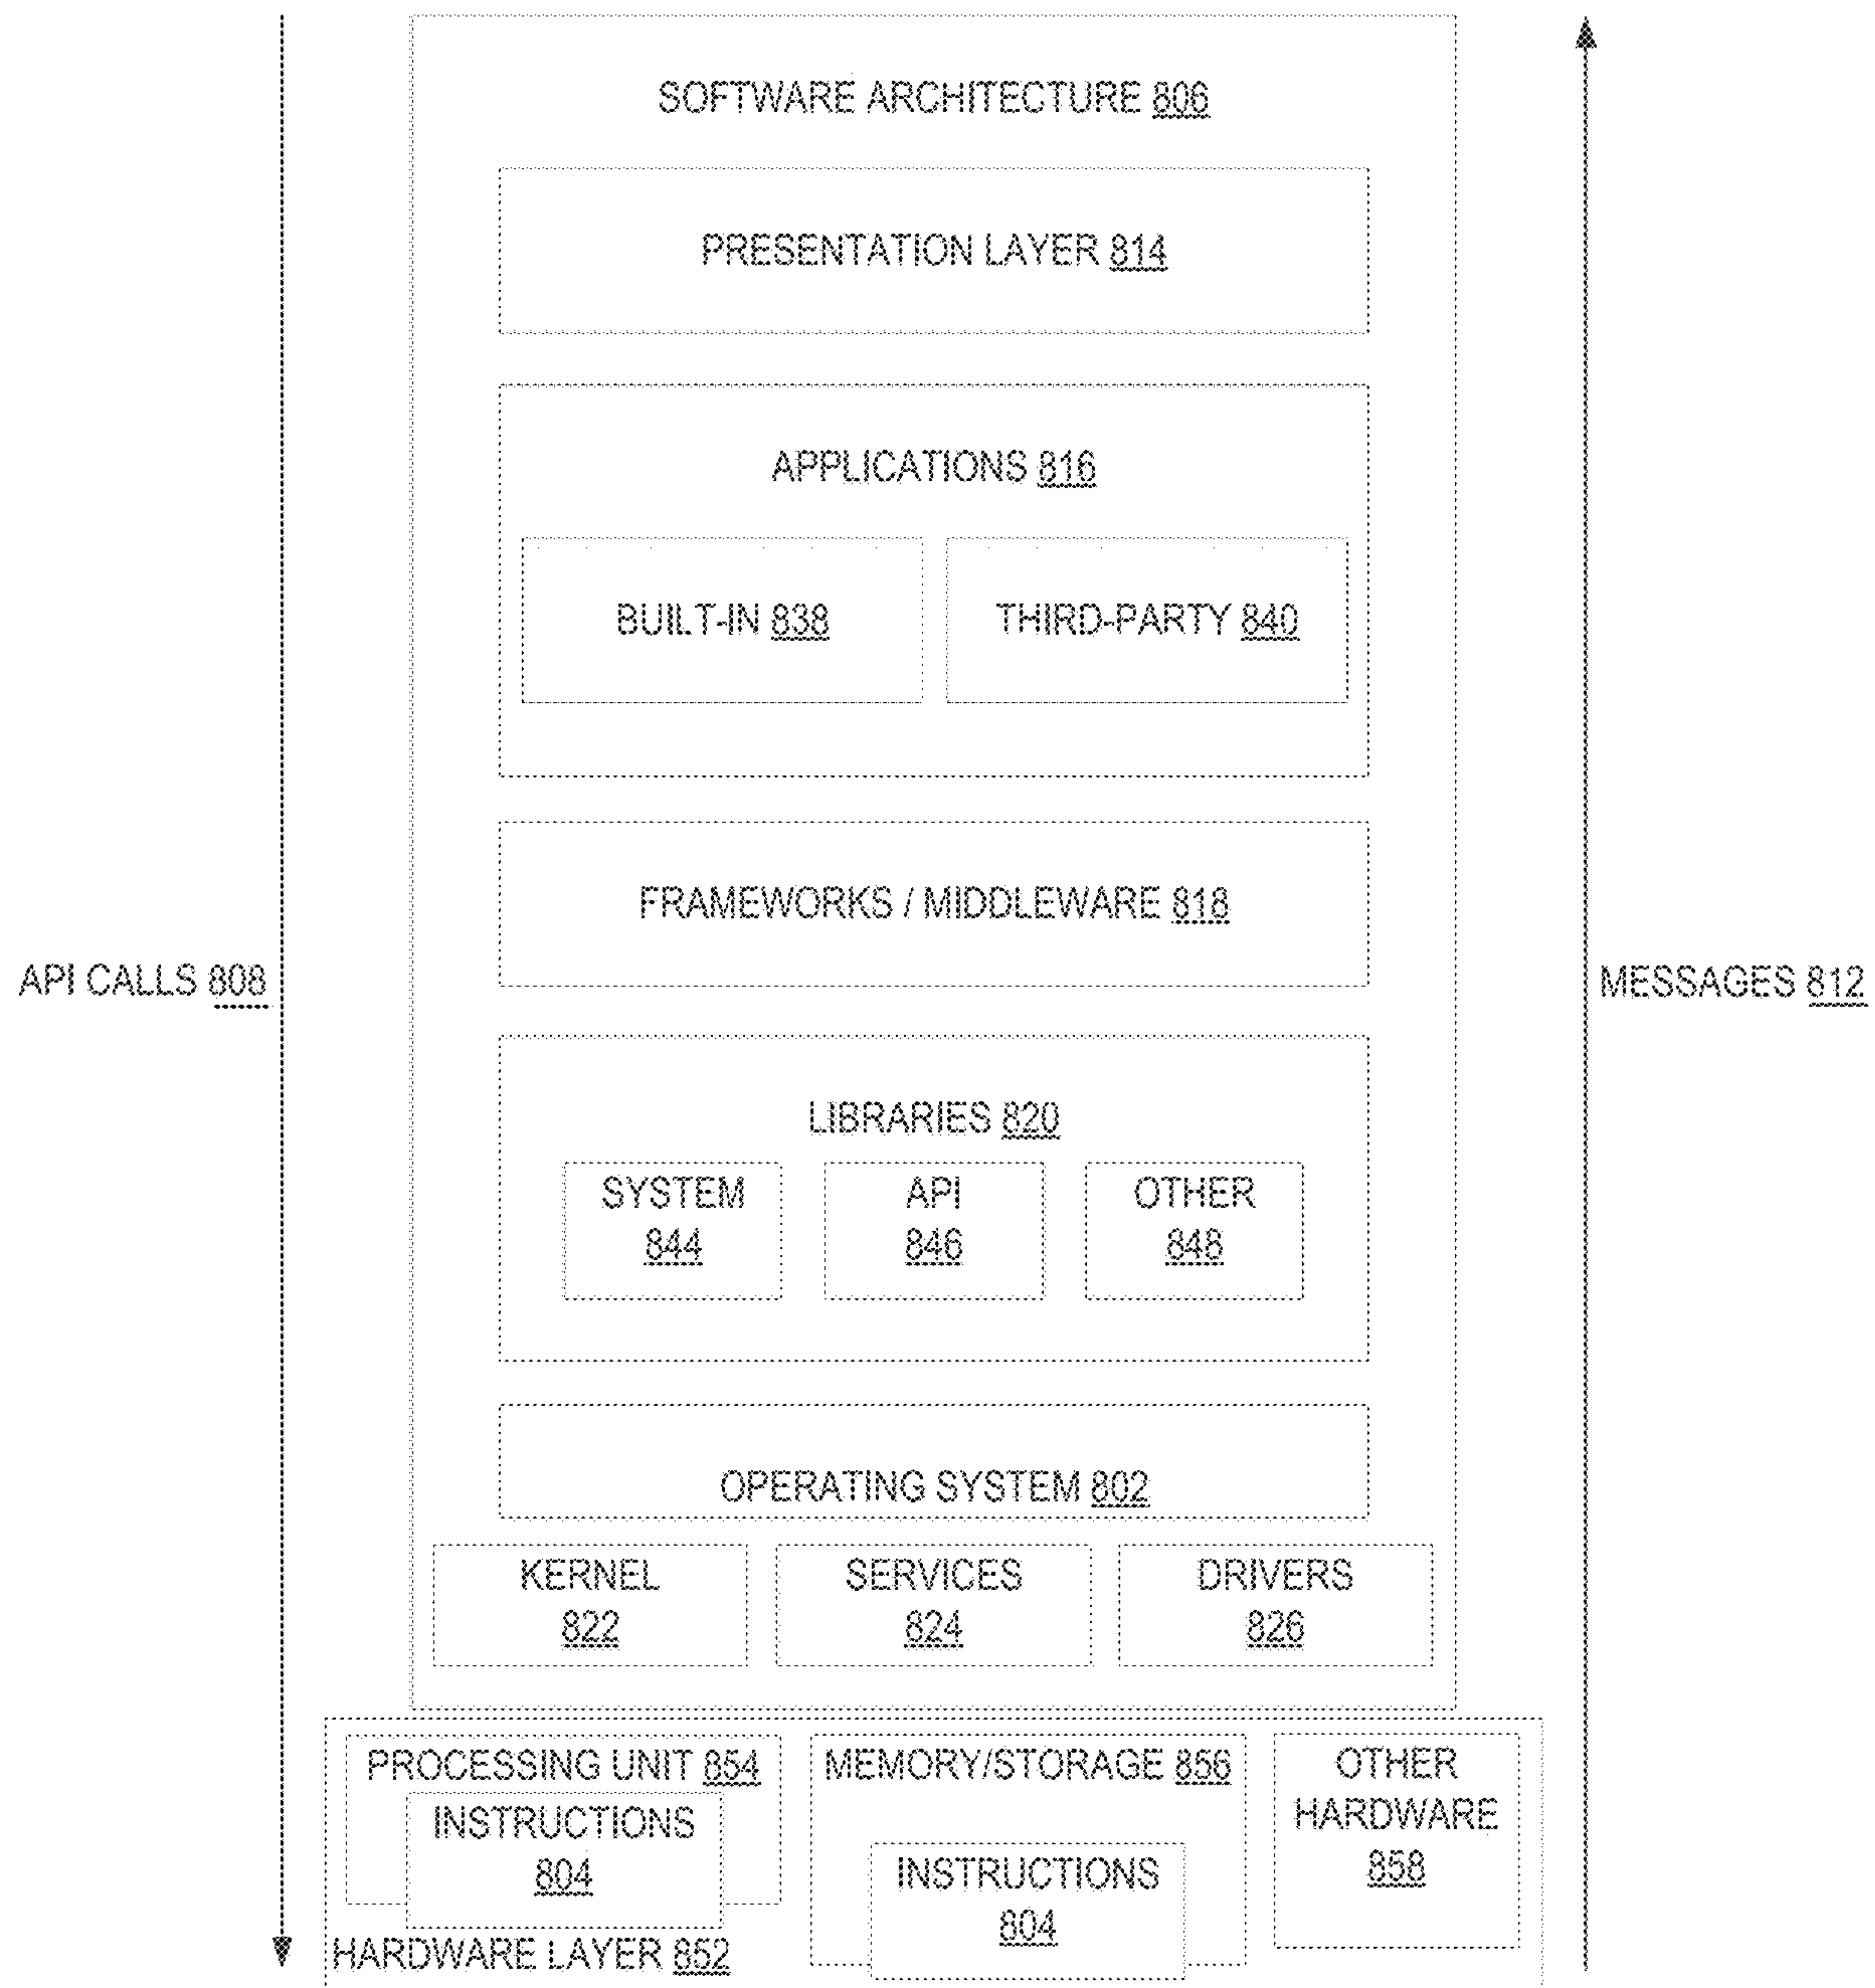 SOFTWARE ARCHITECTURE 806
PRESENTATION LAYER 814
APPLICATIONS 816
BUILT-IN 838
THIRD-PARTY 840
FRAMEWORKS / MIDDLEWARE 818
API CALLS 808
MESSAGES 812
LIBRARIES 820
SYSTEM
844
API
846
OTHER
848
OPERATING SYSTEM 802
KERNEL
822
SERVICES
824
DRIVERS
826
PROCESSING UNIT 854
INSTRUCTIONS
804
MEMORY/STORAGE 856
INSTRUCTIONS
804
OTHER
HARDWARE
858
HARDWARE LAYER 852